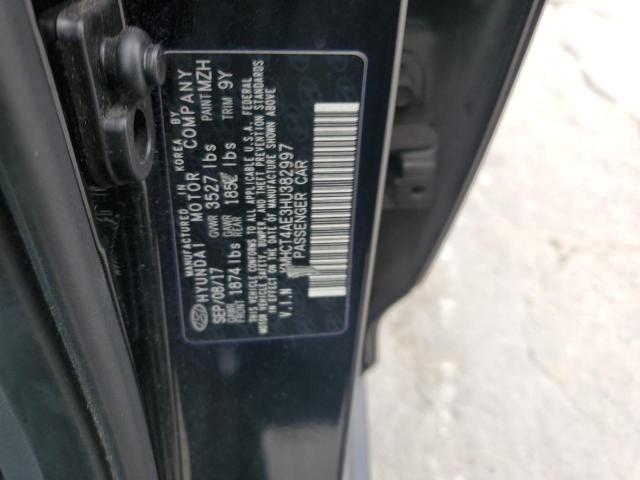 MANUFACTURED IN KOREA BY
HYUNDAI MOTOR COMPANY
SEP/08/17 GVWR 3527 lbs PAINT MZH
GAWR FRONT 1874 lbs GAWR REAR 1852 lbs TRIM 9Y
THIS VEHICLE CONFORMS TO ALL APPLICABLE U.S.A. FEDERAL
MOTOR VEHICLE SAFETY, BUMPER, AND THEFT PREVENTION STANDARDS
IN EFFECT ON THE DATE OF MANUFACTURE SHOWN ABOVE
V.I.N KMHCT4AE3HU382997
PASSENGER CAR